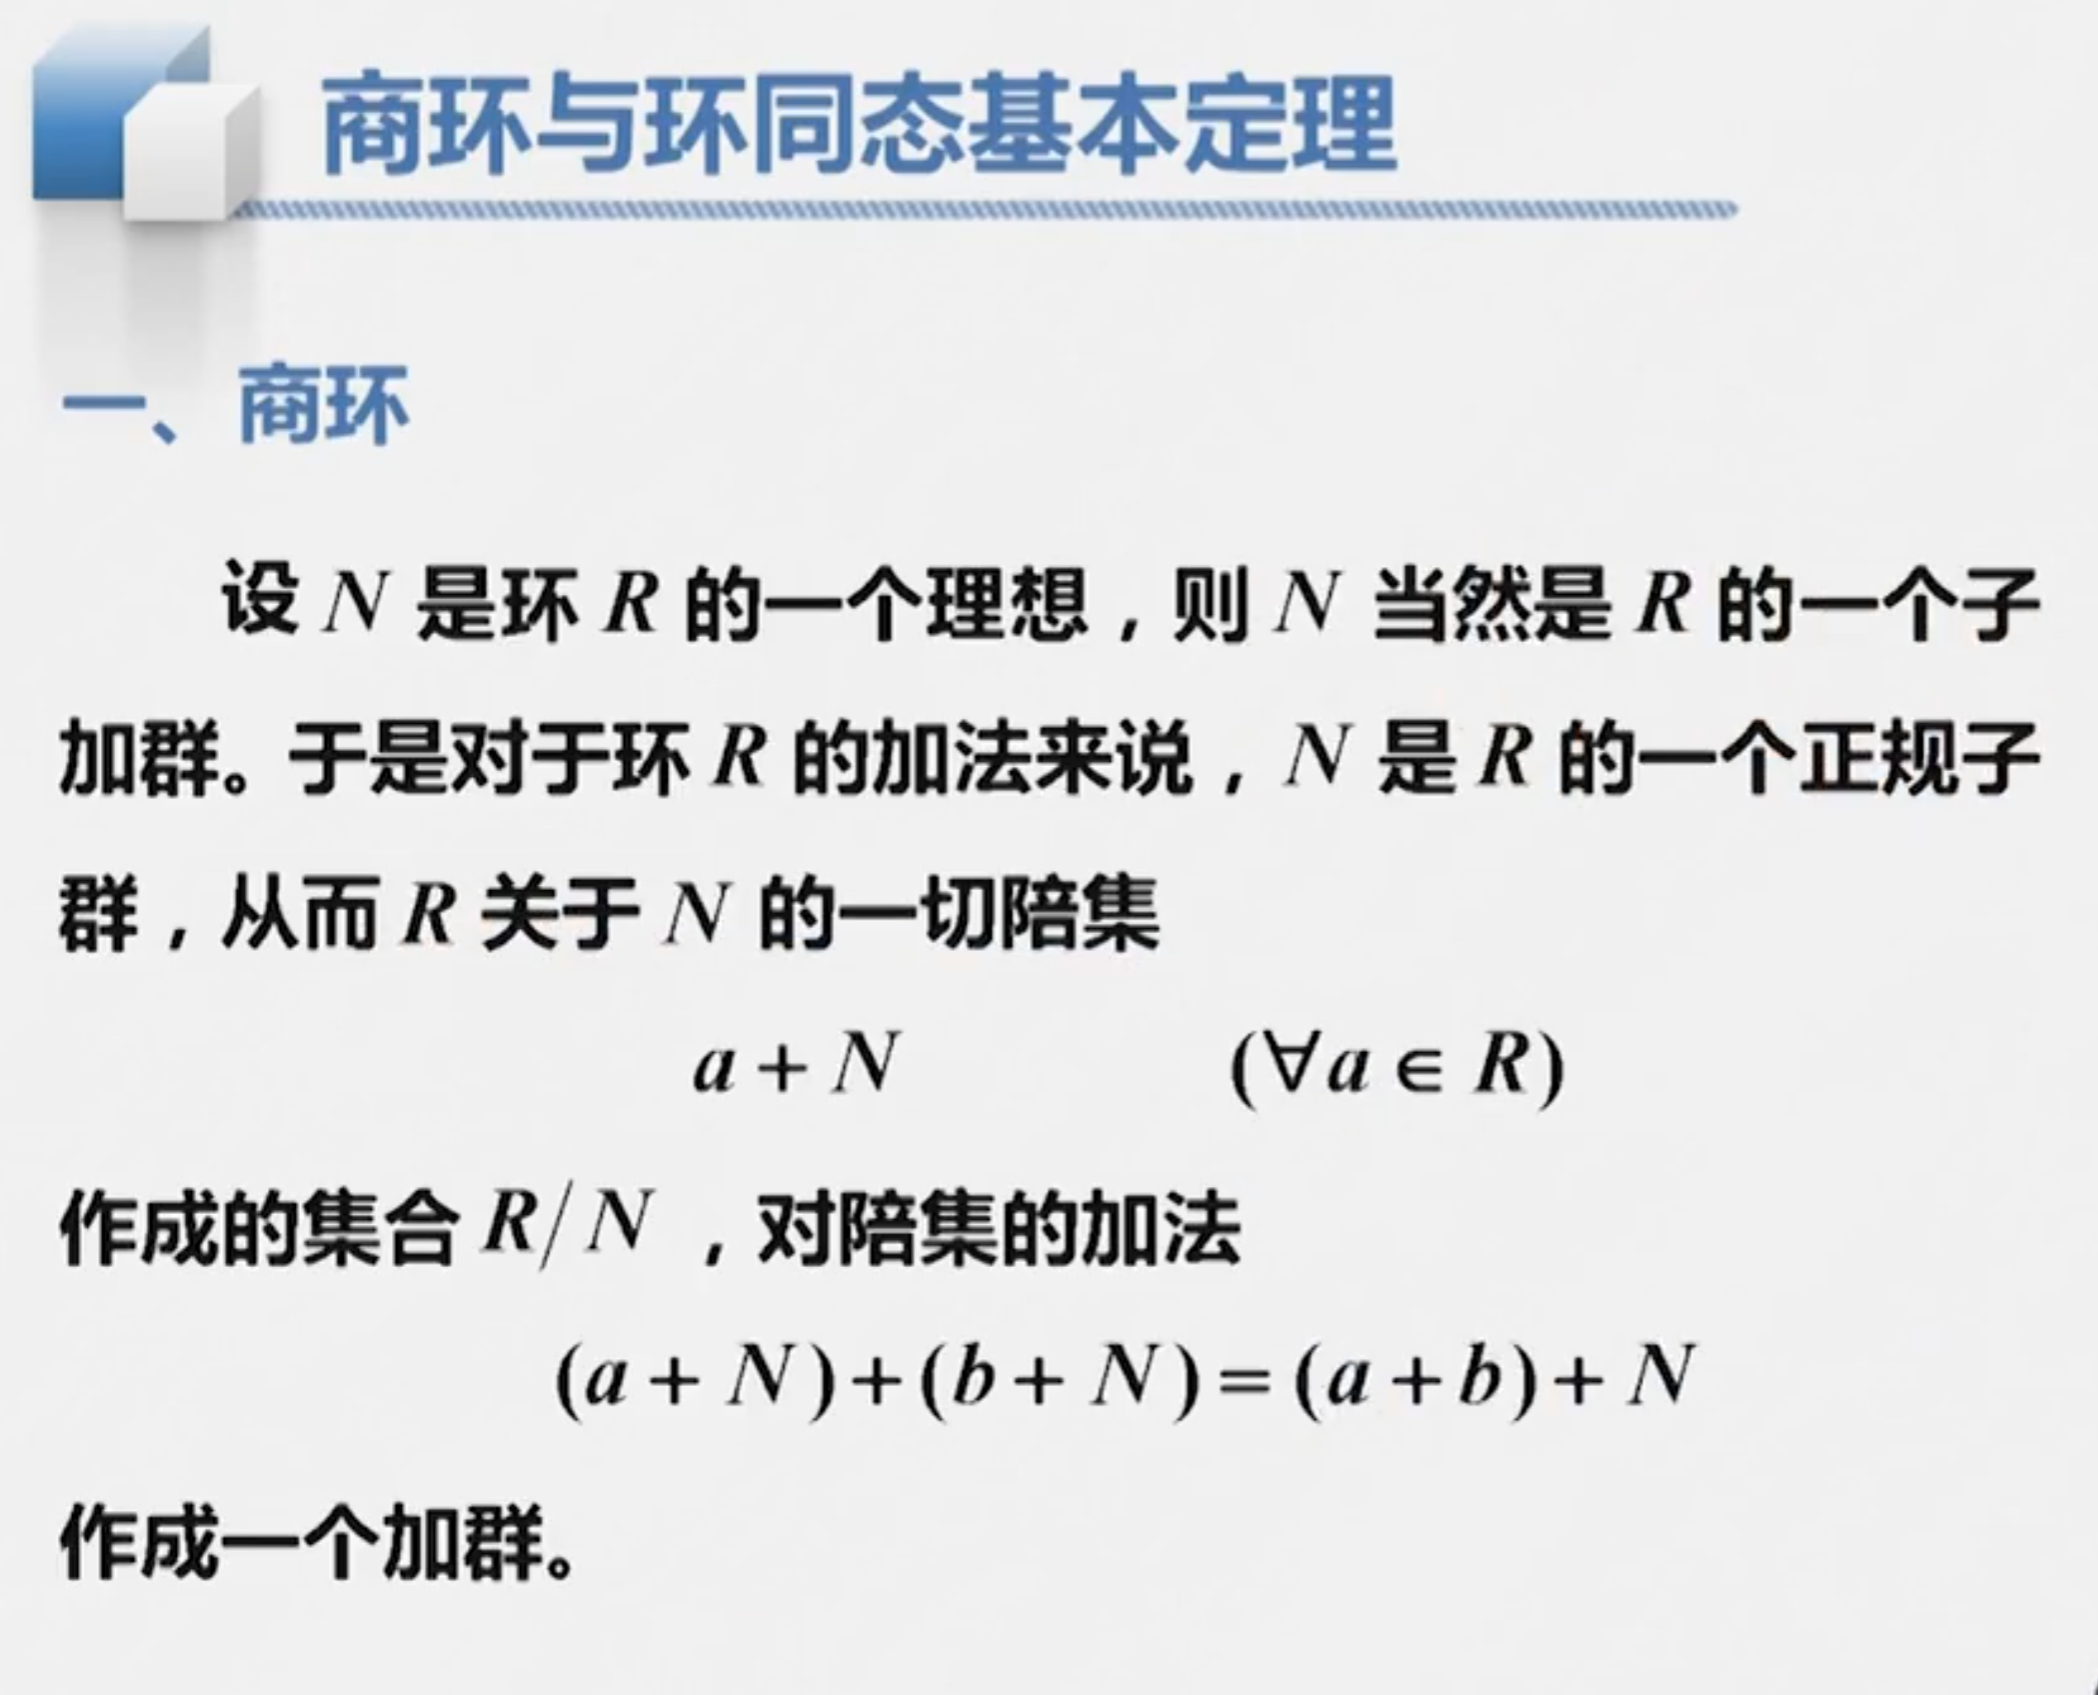 商环与环同态基本定理
一、商环
设 N 是环 R 的一个理想，则 N 当然是 R 的一个子
加群。于是对于环 R 的加法来说，N 是 R 的一个正规子
群，从而 R 关于 N 的一切陪集
a + N (∀a ∈ R)
作成的集合 R/N ，对陪集的加法
(a + N)+(b + N)=(a + b)+ N
作成一个加群。